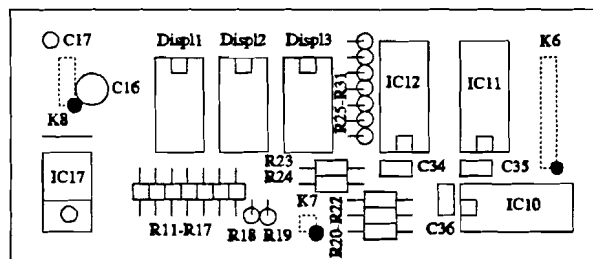 C17
Displ1
Displ2
Displ3
K6
C16
R25-R31
IC12
IC11
K8
IC17
R23
R24
C34
C35
K7
R20-R22
C36
IC10
R11-R17
R18
R19